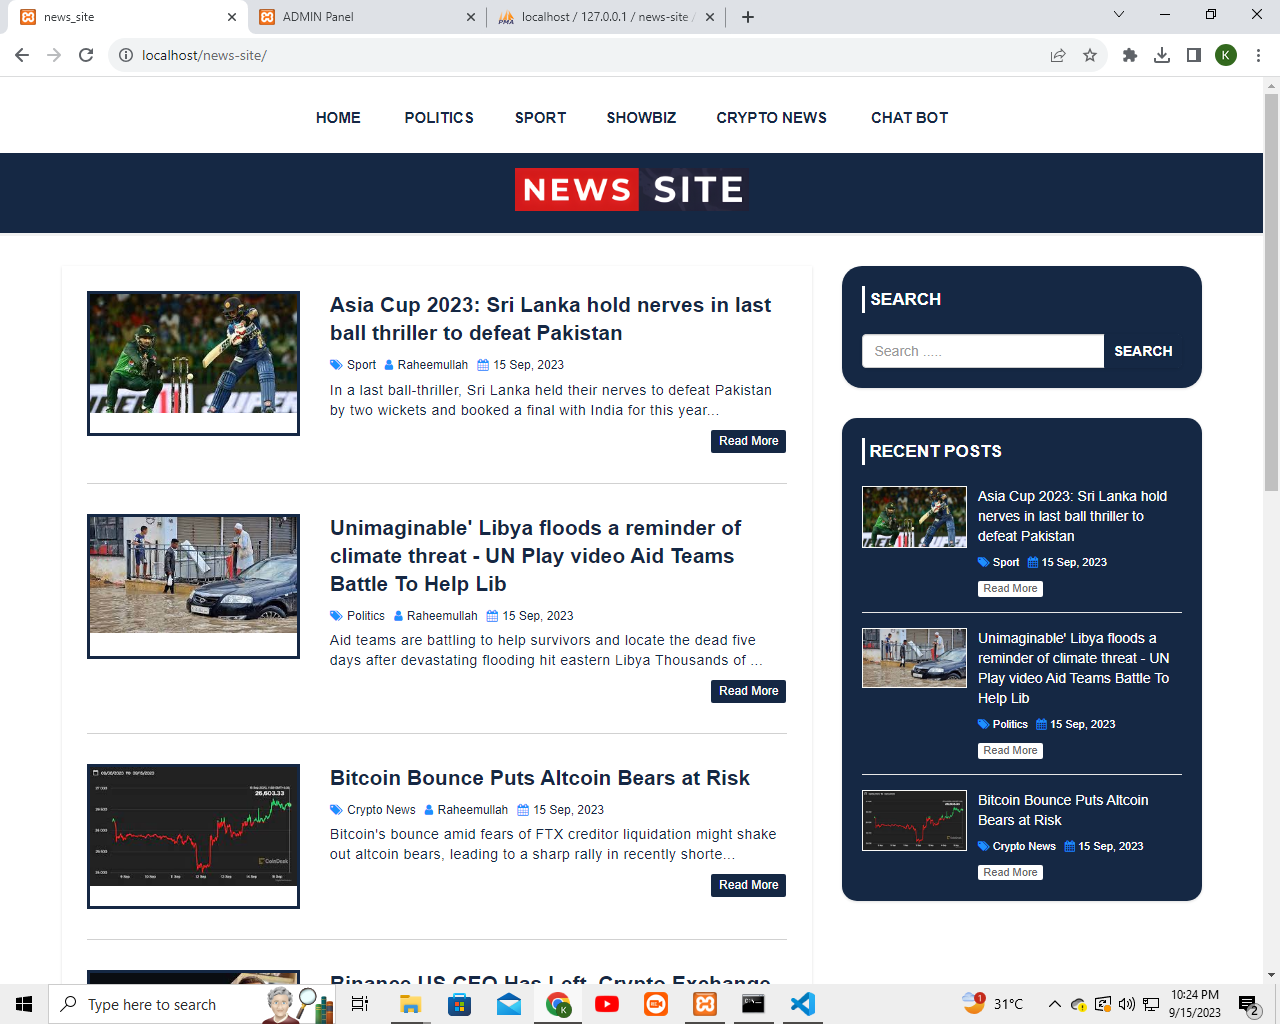 news_site
ADMIN Panel
localhost / 127.0.0.1 / news-site /
localhost/news-site/
K
HOME POLITICS SPORT SHOWBIZ CRYPTO NEWS CHAT BOT
NEWS SITE
Asia Cup 2023: Sri Lanka hold nerves in last
ball thriller to defeat Pakistan
Sport Raheemullah 15 Sep, 2023
In a last ball-thriller, Sri Lanka held their nerves to defeat Pakistan
by two wickets and booked a final with India for this year...
Read More
Unimaginable' Libya floods a reminder of
climate threat - UN Play video Aid Teams
Battle To Help Lib
Politics Raheemullah 15 Sep, 2023
Aid teams are battling to help survivors and locate the dead five
days after devastating flooding hit eastern Libya Thousands of ...
Read More
26,603.33
CoinDesk
Bitcoin Bounce Puts Altcoin Bears at Risk
Crypto News Raheemullah 15 Sep, 2023
Bitcoin's bounce amid fears of FTX creditor liquidation might shake
out altcoin bears, leading to a sharp rally in recently shorte...
Read More
Binance.US CEO Has Left, Crypto Exchange
SEARCH
Search .....
SEARCH
RECENT POSTS
Asia Cup 2023: Sri Lanka hold
nerves in last ball thriller to
defeat Pakistan
Sport 15 Sep, 2023
Read More
Unimaginable' Libya floods a
reminder of climate threat - UN
Play video Aid Teams Battle To
Help Lib
Politics 15 Sep, 2023
Read More
Bitcoin Bounce Puts Altcoin
Bears at Risk
Crypto News 15 Sep, 2023
Read More
Type here to search
K
1
31°C
10:24 PM
9/15/2023
2